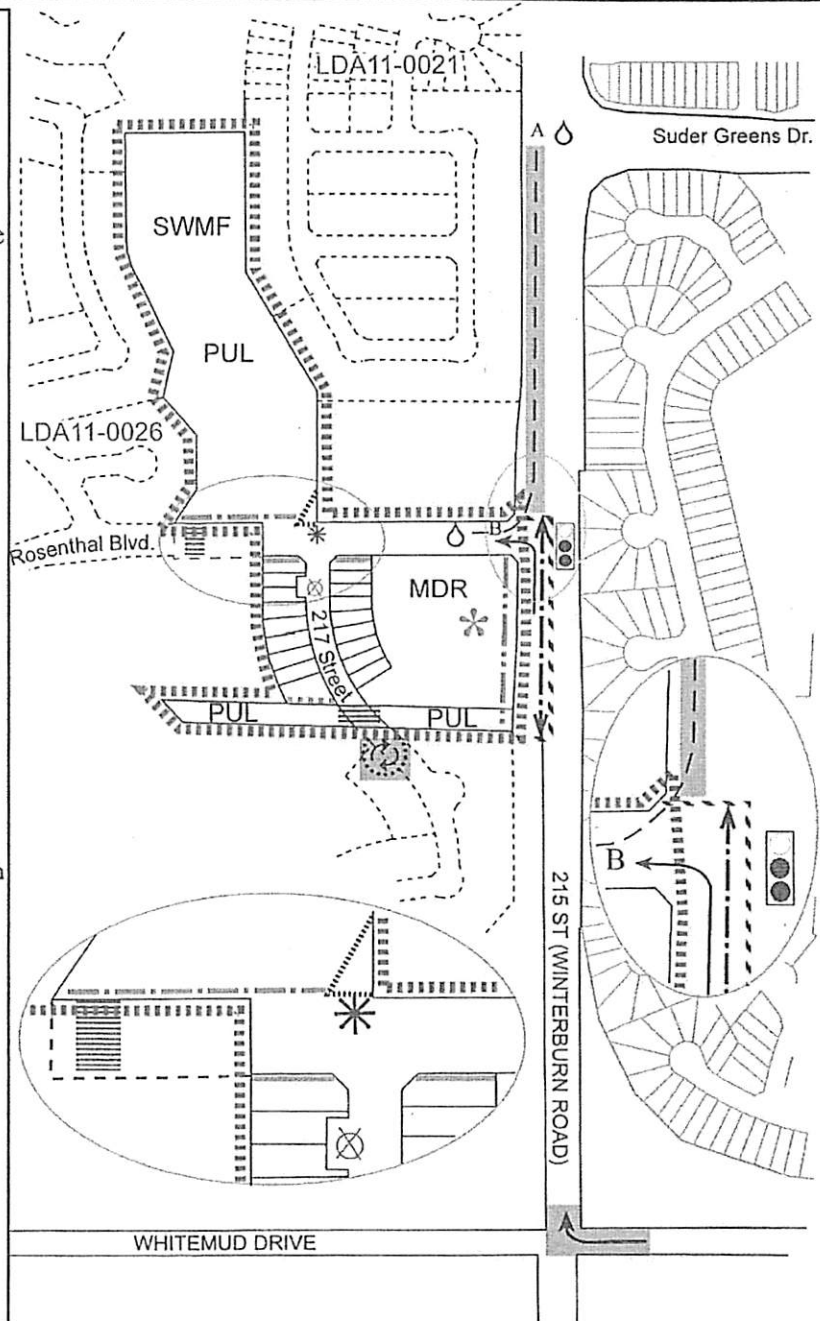 LDA11-0021
A
Suder Greens Dr.
SWMF
PUL
LDA11-0026
Rosenthal Blvd.
B
MDR
217 Street
PUL
PUL
B
215 ST (WINTERBURN ROAD)
WHITEMUD DRIVE